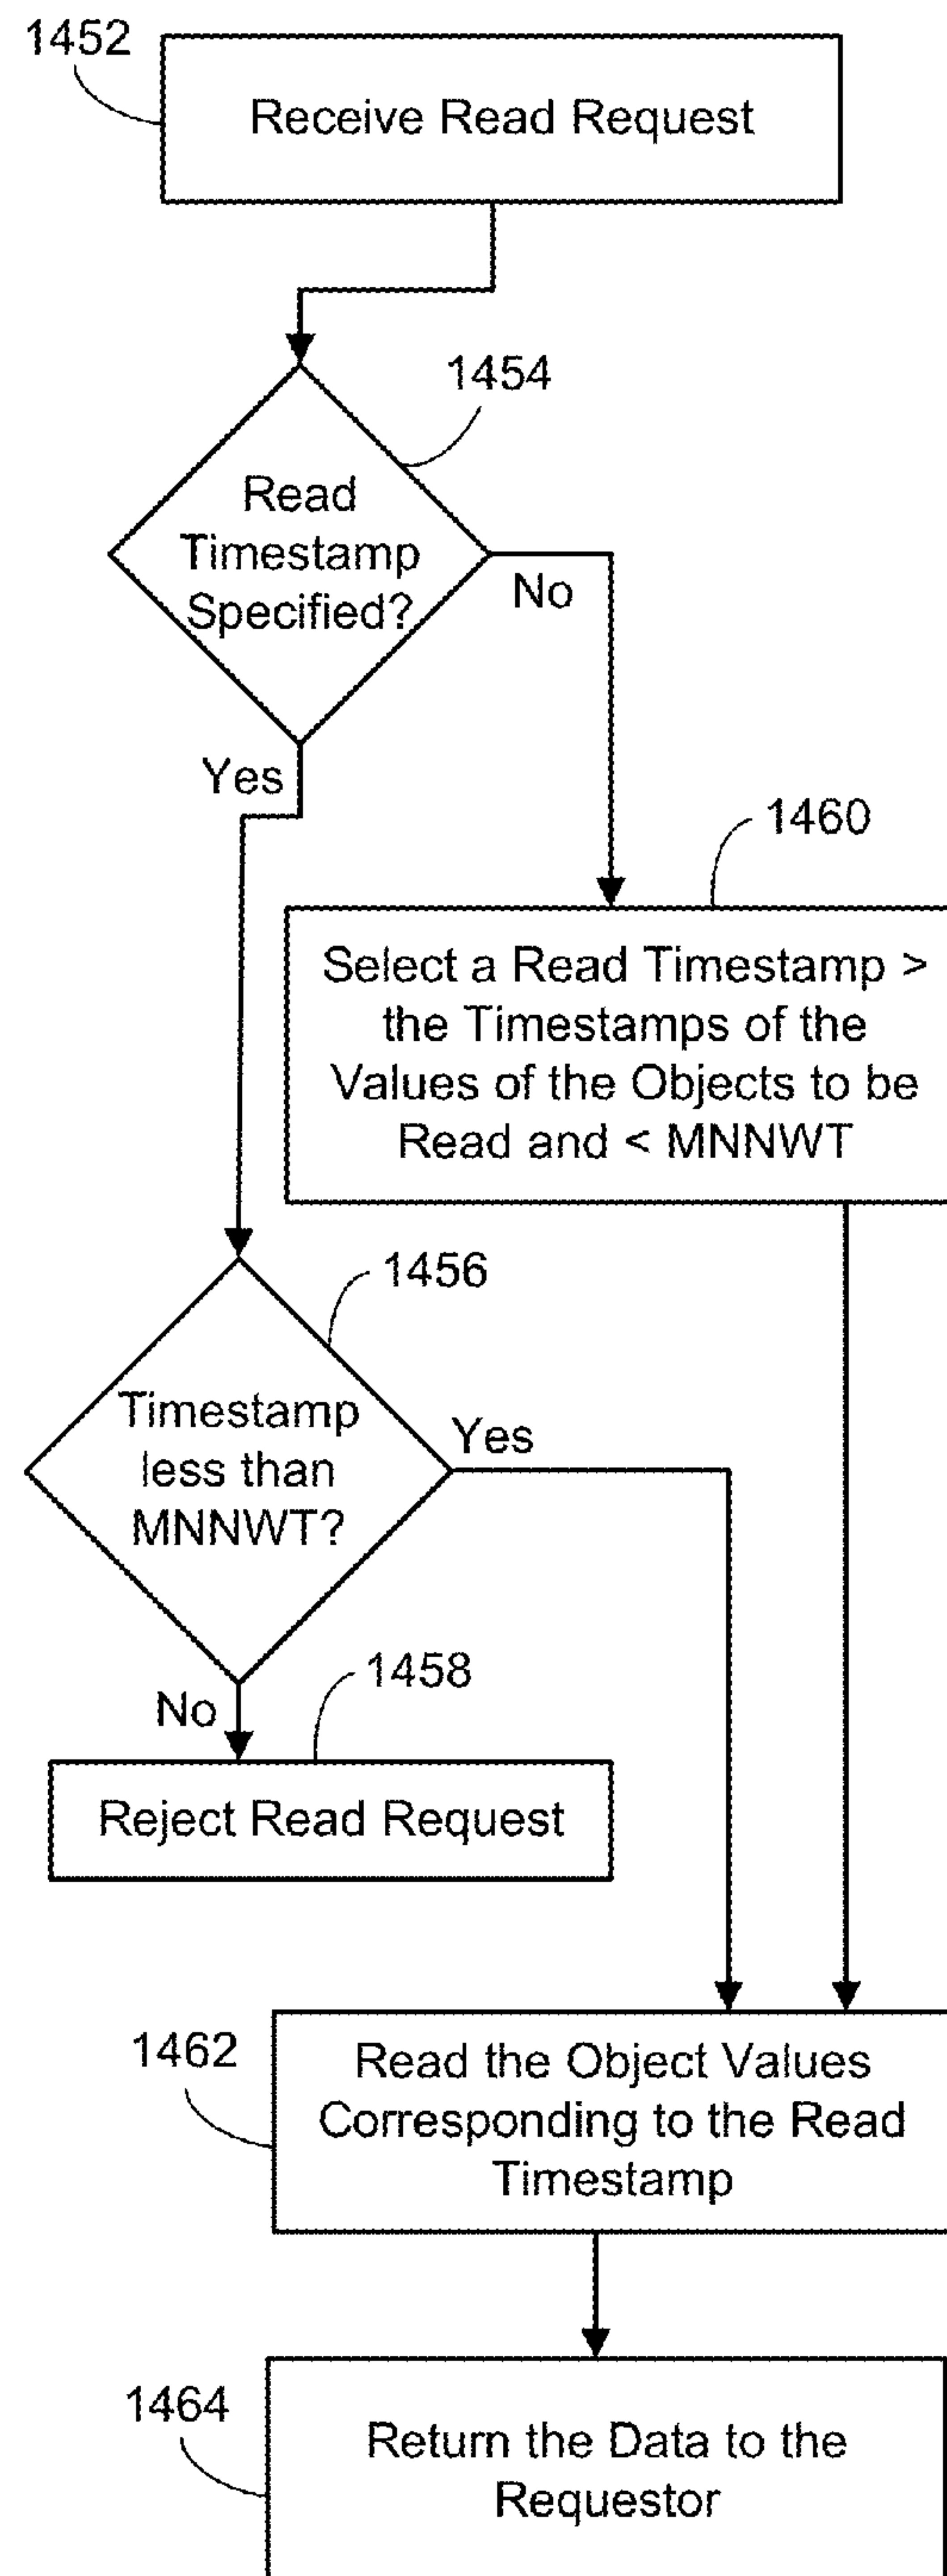 1452
Receive Read Request
1454
Read
Timestamp
Specified?
No
Yes
1460
Select a Read Timestamp >
the Timestamps of the
Values of the Objects to be
Read and < MNNWT
1456
Timestamp
less than
MNNWT?
Yes
No
1458
Reject Read Request
1462
Read the Object Values
Corresponding to the Read
Timestamp
1464
Return the Data to the
Requestor